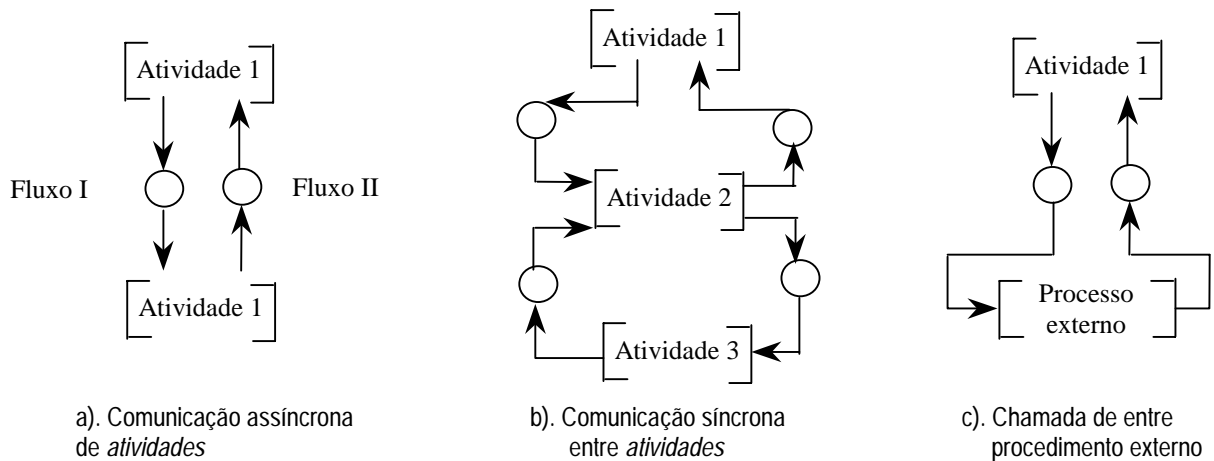 Atividade 1
Fluxo I
Fluxo II
Atividade 1
a). Comunicação assíncrona
de atividades
Atividade 1
Atividade 2
Atividade 3
b). Comunicação síncrona
entre atividades
Atividade 1
Processo
externo
c). Chamada de entre
procedimento externo